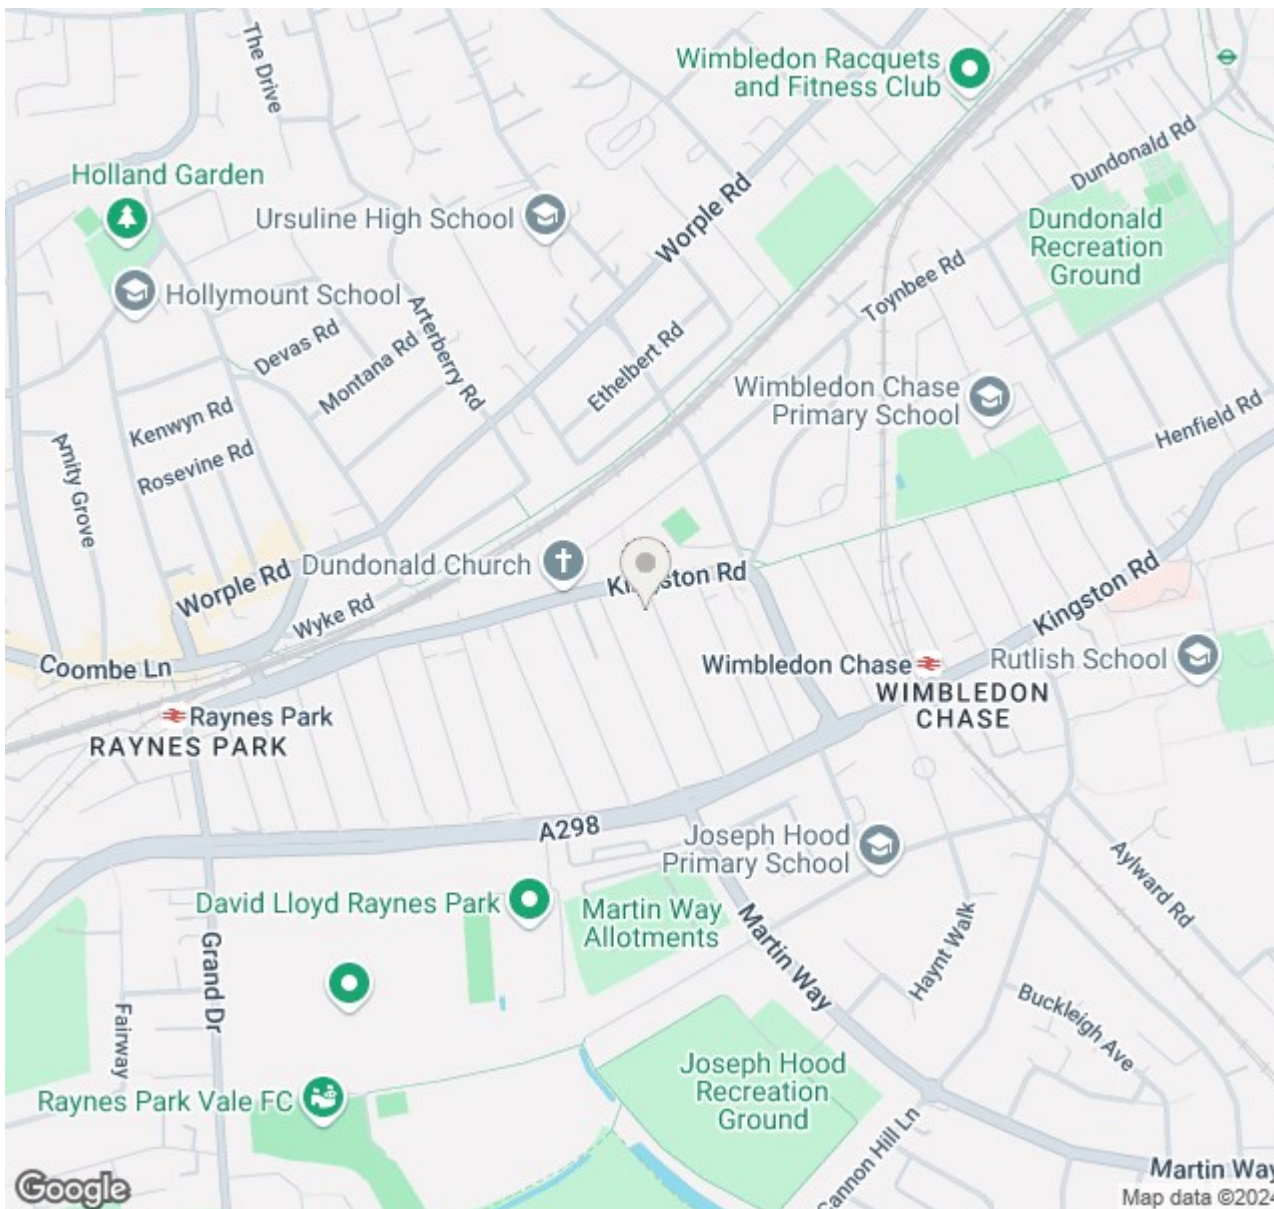 The Drive
Wimbledon Racquets
and Fitness Club
Dundonald Rd
Holland Garden
Ursuline High School
Worple Rd
Dundonald
Recreation
Ground
Toynbee Rd
Hollymount School
Arterberry Rd
Devas Rd
Montana Rd
Ethelbert Rd
Wimbledon Chase
Primary School
Henfield Rd
Kenwyn Rd
Rosevine Rd
Amity Grove
Dundonald Church
Worple Rd
Kingston Rd
Kingston Rd
Wyke Rd
Coombe Ln
Wimbledon Chase
Rutlish School
WIMBLEDON
CHASE
Raynes Park
RAYNES PARK
A298
Joseph Hood
Primary School
Aylward Rd
David Lloyd Raynes Park
Martin Way
Allotments
Martin Way
Haynt Walk
Grand Dr
Fairway
Buckleigh Ave
Joseph Hood
Recreation
Ground
Raynes Park Vale FC
Cannon Hill Ln
Martin Way
Google
Map data ©2024